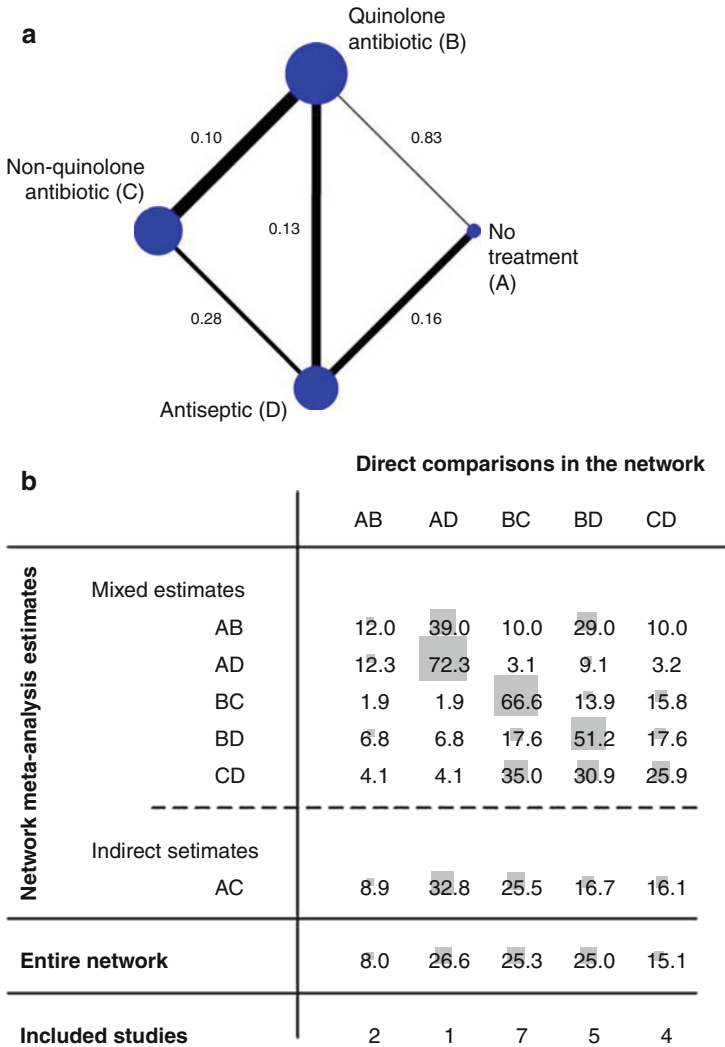 a
Quinolone
antibiotic (B)
0.10
0.83
Non-quinolone
antibiotic (C)
0.13
No
treatment
(A)
0.28
0.16
Antiseptic (D)
b
Direct comparisons in the network
AB AD BC BD CD
Network meta-analysis estimates
Mixed estimates
AB 12.0 39.0 10.0 29.0 10.0
AD 12.3 72.3 3.1 9.1 3.2
BC 1.9 1.9 66.6 13.9 15.8
BD 6.8 6.8 17.6 51.2 17.6
CD 4.1 4.1 35.0 30.9 25.9
Indirect setimates
AC 8.9 32.8 25.5 16.7 16.1
Entire network 8.0 26.6 25.3 25.0 15.1
Included studies 2 1 7 5 4